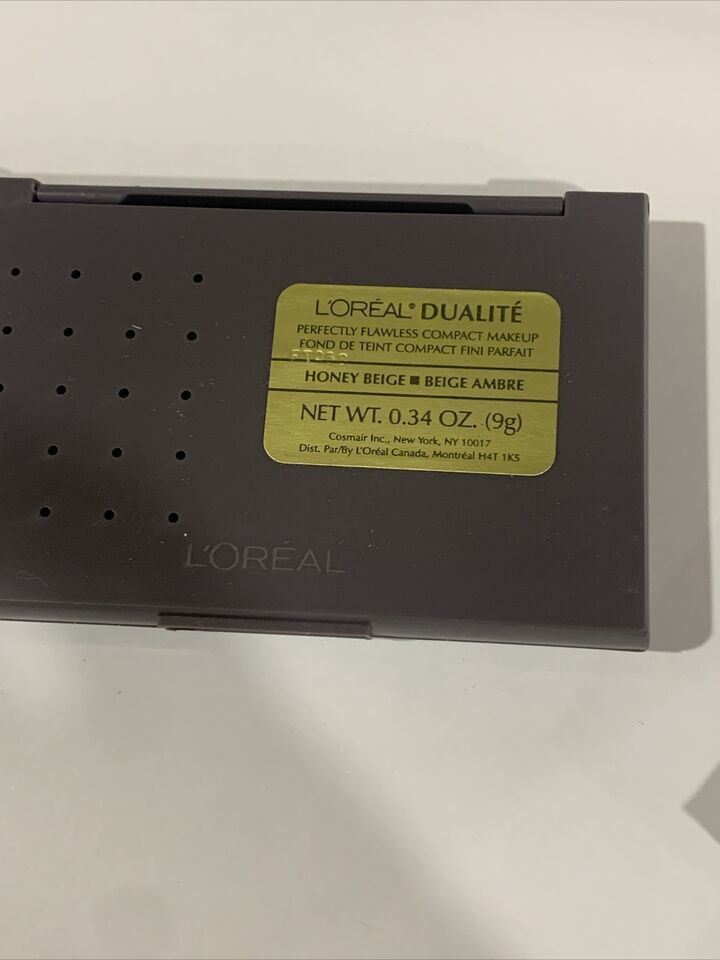 L'ORÉAL® DUALITÉ
PERFECTLY FLAWLESS COMPACT MAKEUP
FOND DE TEINT COMPACT FINI PARFAIT
HONEY BEIGE ■ BEIGE AMBRE
NET WT. 0.34 OZ. (9g)
Cosmair Inc., New York, NY 10017
Dist. Par/By L'Oréal Canada, Montréal H4T 1K5
L'ORÉAL